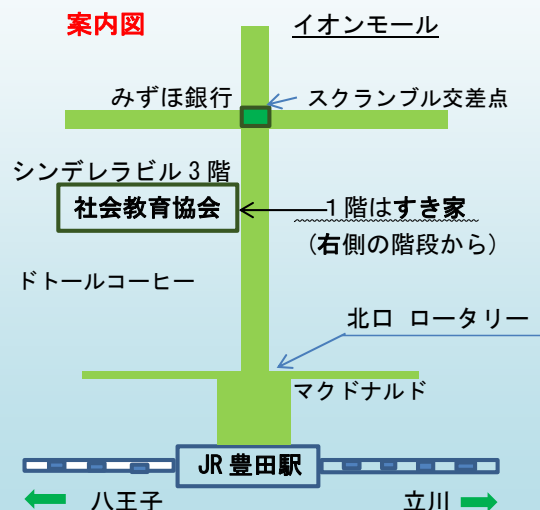 案内図
イオンモール
みずほ銀行
スクランブル交差点
シンデレラビル3階
社会教育協会
1階はすき家
(右側の階段から)
ドトールコーヒー
北口 ロータリー
マクドナルド
JR豊田駅
八王子
立川